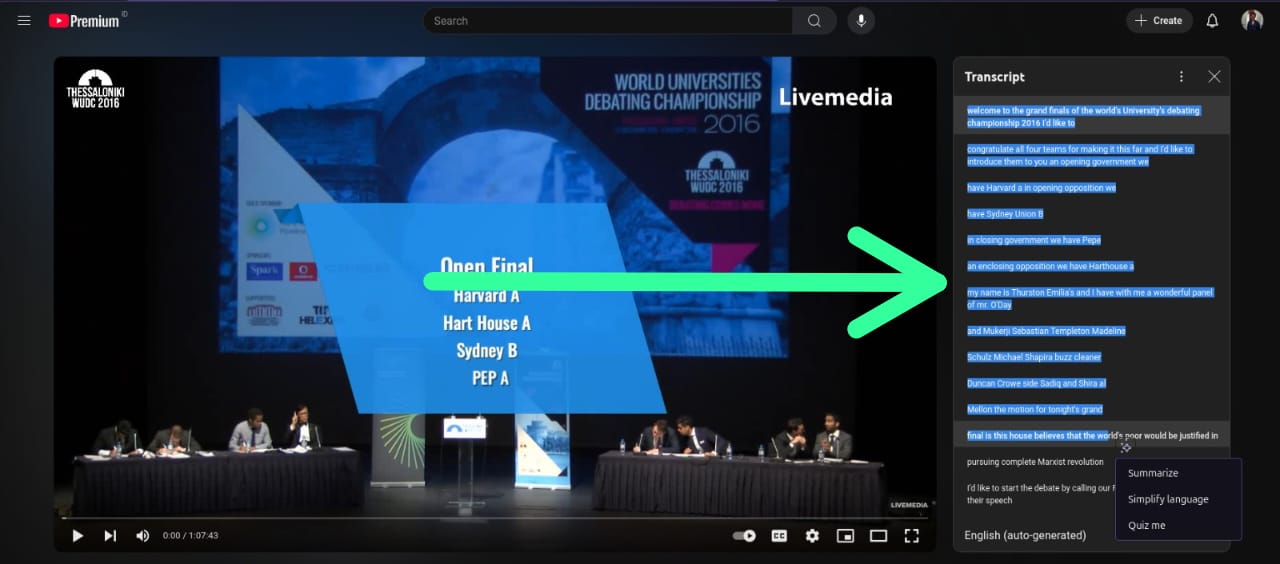 Premium
ID
Search
Create
THESSALONIKI
WUDC 2016
WORLD UNIVERSITIES
DEBATING CHAMPIONSHIP
2016
Livemedia
THESSALONIKI
WUDC 2016
DEBATING COMES HOME
Spark
Open Final
Harvard A
Hart House A
Sydney B
PEP A
LIVEMEDIA
0:00 / 1:07:43
CC
Transcript
welcome to the grand finals of the world's University's debating
championship 2016 I'd like to
congratulate all four teams for making it this far and I'd like to
introduce them to you an opening government we
have Harvard a in opening opposition we
have Sydney Union B
in closing government we have Pepe
an enclosing opposition we have Harthouse a
my name is Thurston Emilia's and I have with me a wonderful panel
of mr. O'Day
and Mukerji Sebastian Templeton Madeline
Schulz Michael Shapira buzz cleaner
Duncan Crowe side Sadiq and Shira al
Mellon the motion for tonight's grand
final is this house believes that the world's poor would be justified in
pursuing complete Marxist revolution
I'd like to start the debate by calling our
their speech
English (auto-generated)
Summarize
Simplify language
Quiz me